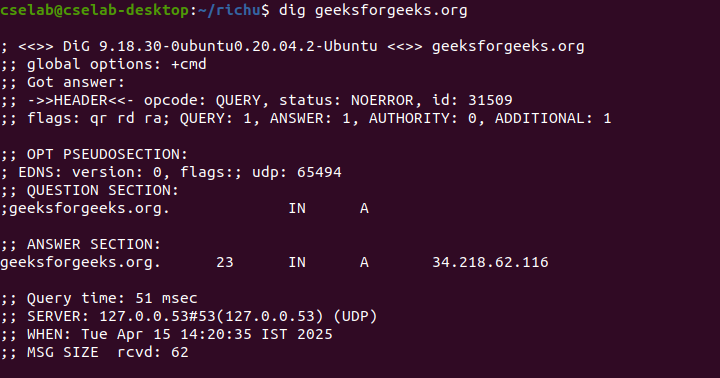 cselab@cselab-desktop:~/richu$ dig geeksforgeeks.org
; <<>> DiG 9.18.30-0ubuntu0.20.04.2-Ubuntu <<>> geeksforgeeks.org
;; global options: +cmd
;; Got answer:
;; ->>HEADER<<- opcode: QUERY, status: NOERROR, id: 31509
;; flags: qr rd ra; QUERY: 1, ANSWER: 1, AUTHORITY: 0, ADDITIONAL: 1
;; OPT PSEUDOSECTION:
; EDNS: version: 0, flags:; udp: 65494
;; QUESTION SECTION:
;geeksforgeeks.org. IN A
;; ANSWER SECTION:
geeksforgeeks.org. 23 IN A 34.218.62.116
;; Query time: 51 msec
;; SERVER: 127.0.0.53#53(127.0.0.53) (UDP)
;; WHEN: Tue Apr 15 14:20:35 IST 2025
;; MSG SIZE rcvd: 62